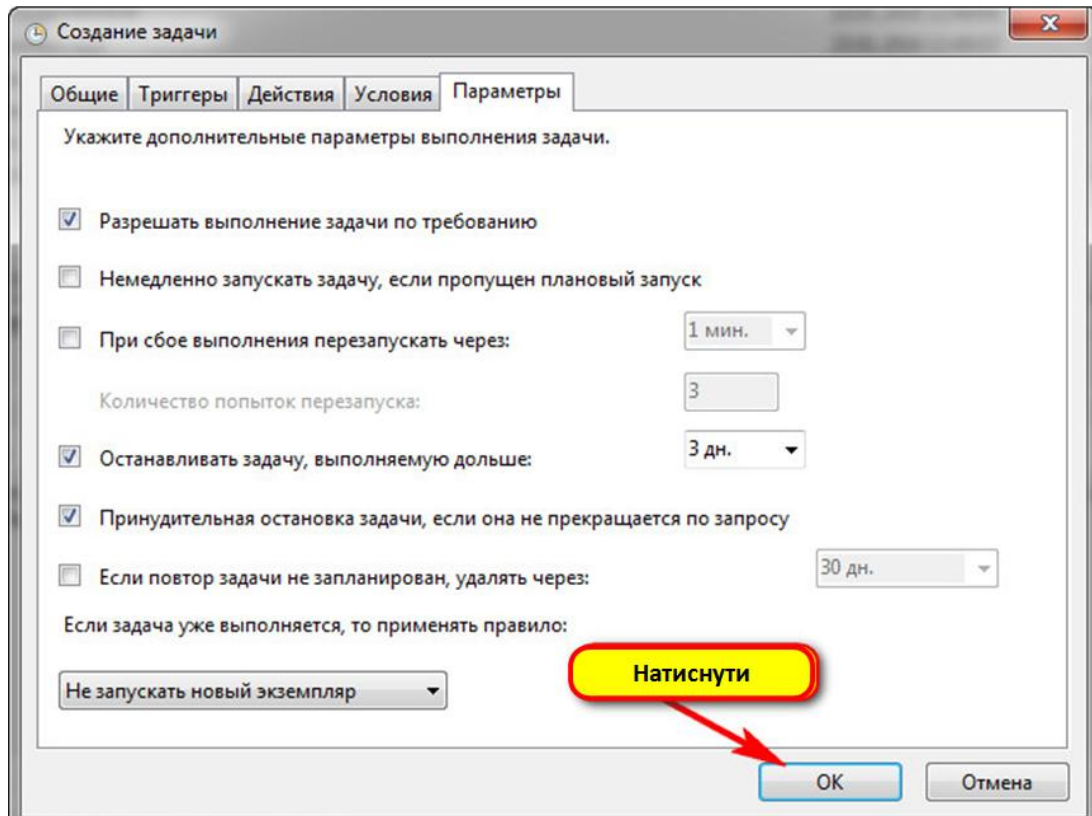 Создание задачи
Общие Триггеры Действия Условия Параметры
Укажите дополнительные параметры выполнения задачи.
Разрешать выполнение задачи по требованию
Немедленно запускать задачу, если пропущен плановый запуск
При сбое выполнения перезапускать через: 1 мин.
Количество попыток перезапуска: 3
Останавливать задачу, выполняемую дольше: 3 дн.
Принудительная остановка задачи, если она не прекращается по запросу
Если повтор задачи не запланирован, удалять через: 30 дн.
Если задача уже выполняется, то применять правило:
Не запускать новый экземпляр
Натиснути
ОК Отмена